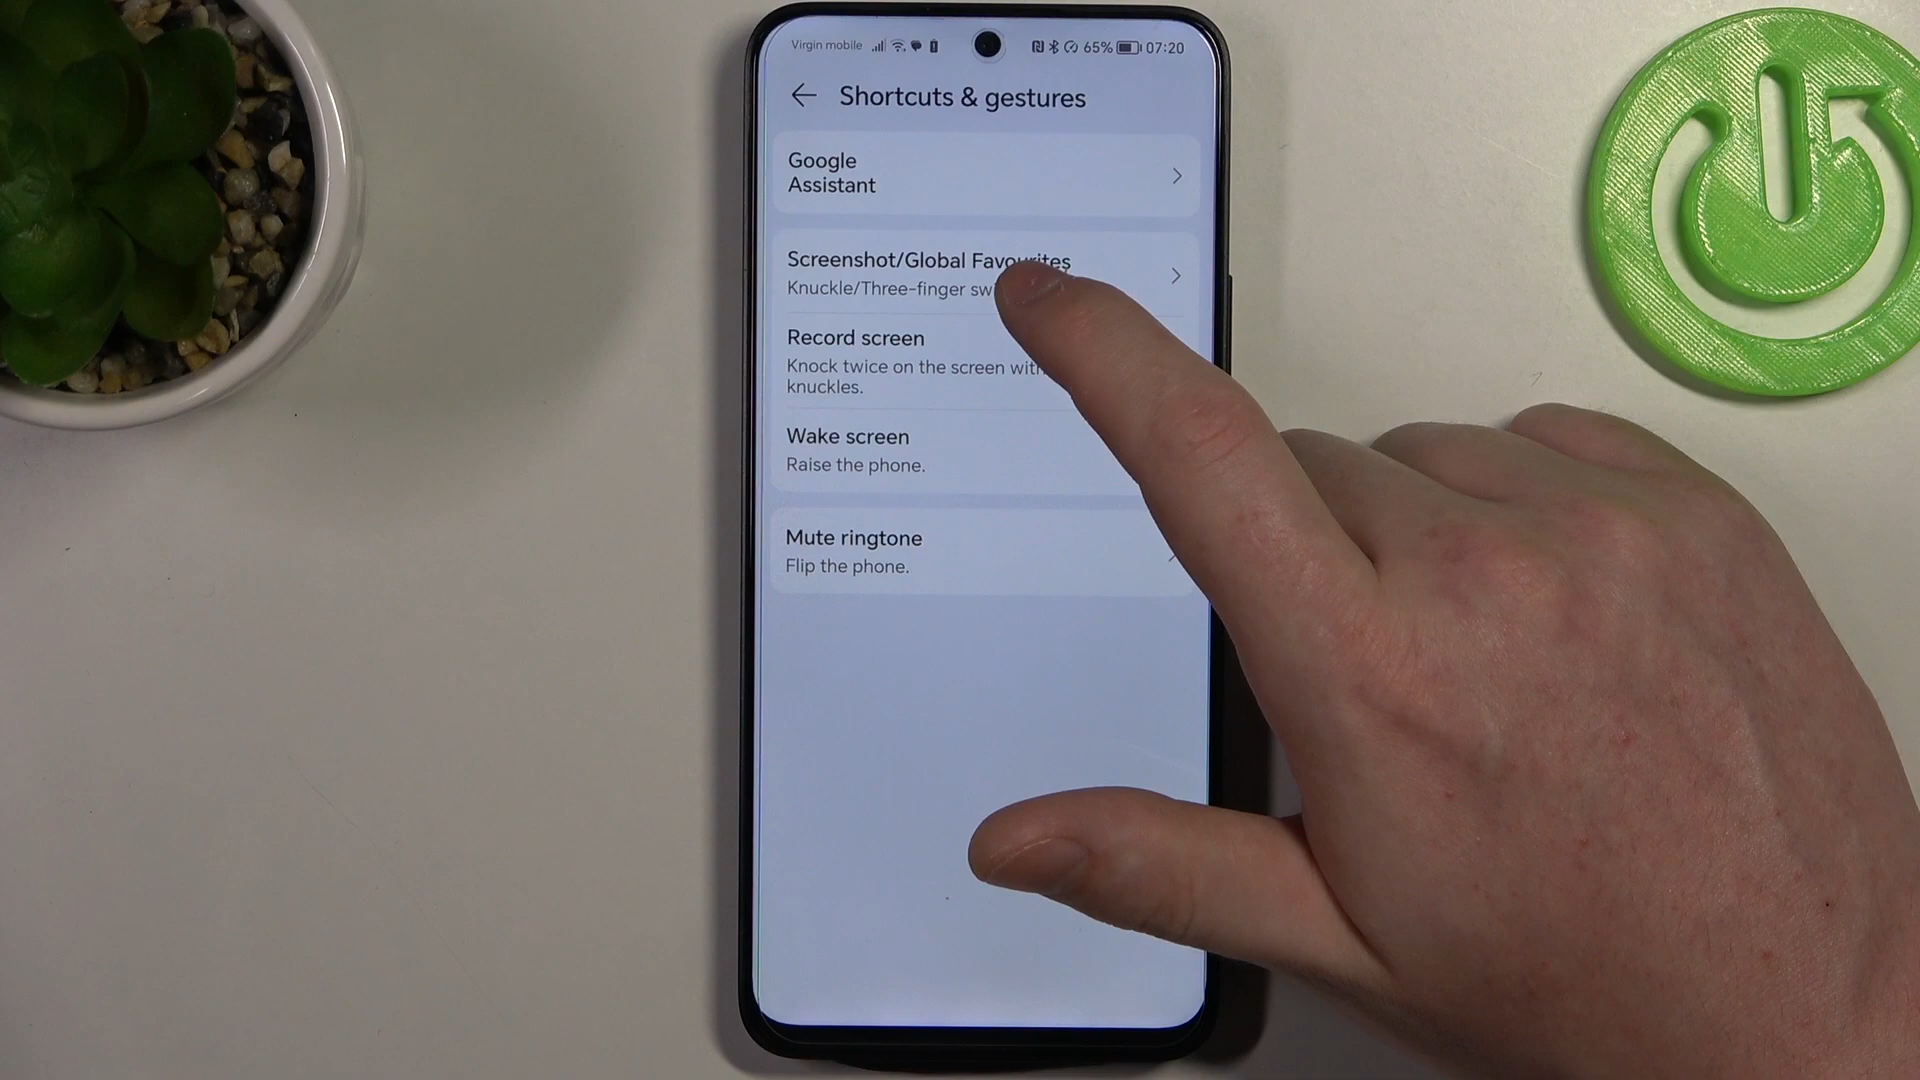 Virgin mobile 65% 07:20
Shortcuts & gestures
Google
Assistant
Screenshot/Global Favourites
Knuckle/Three-finger
Record screen
Knock twice on the screen with
knuckles.
Wake screen
Raise the phone.
Mute ringtone
Flip the phone.